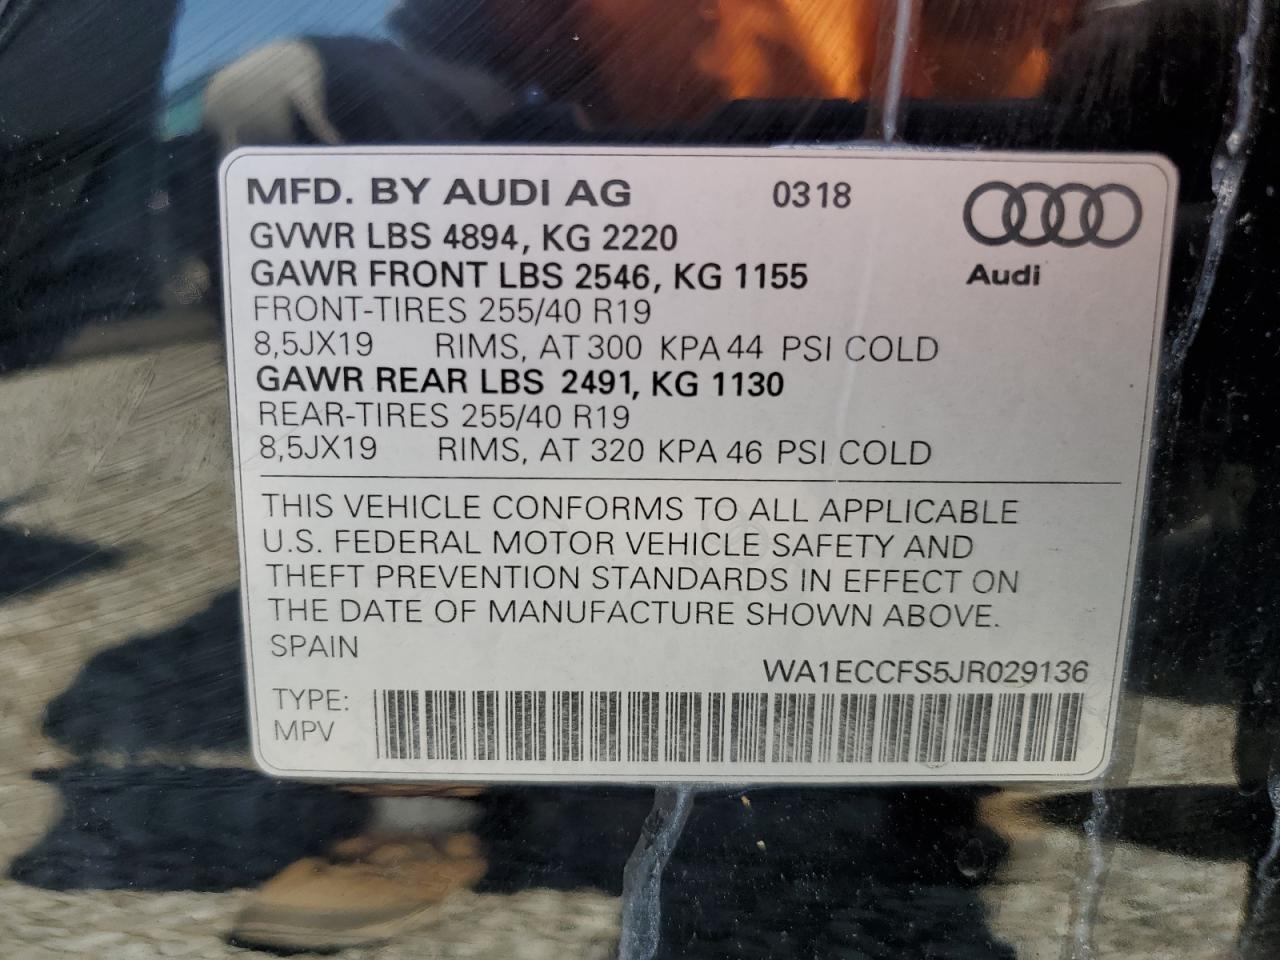 MFD. BY AUDI AG 0318
GVWR LBS 4894, KG 2220
GAWR FRONT LBS 2546, KG 1155
Audi
FRONT-TIRES 255/40 R19
8,5JX19 RIMS, AT 300 KPA 44 PSI COLD
GAWR REAR LBS 2491, KG 1130
REAR-TIRES 255/40 R19
8,5JX19 RIMS, AT 320 KPA 46 PSI COLD
THIS VEHICLE CONFORMS TO ALL APPLICABLE
U.S. FEDERAL MOTOR VEHICLE SAFETY AND
THEFT PREVENTION STANDARDS IN EFFECT ON
THE DATE OF MANUFACTURE SHOWN ABOVE.
SPAIN
WA1ECCFS5JR029136
TYPE:
MPV